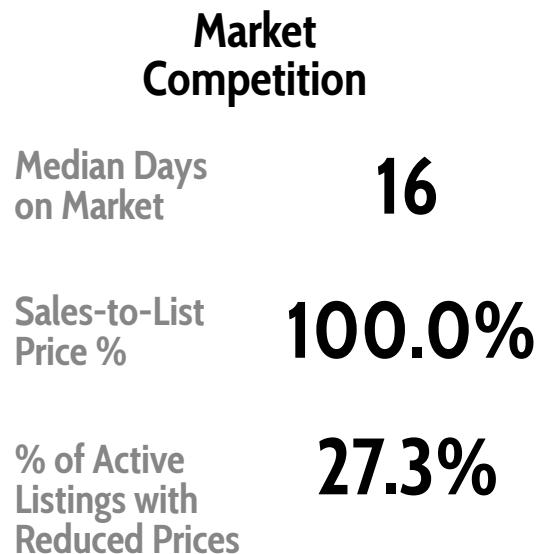 Market
Competition
Median Days
on Market
16
Sales-to-List
Price %
100.0%
% of Active
Listings with
Reduced Prices
27.3%